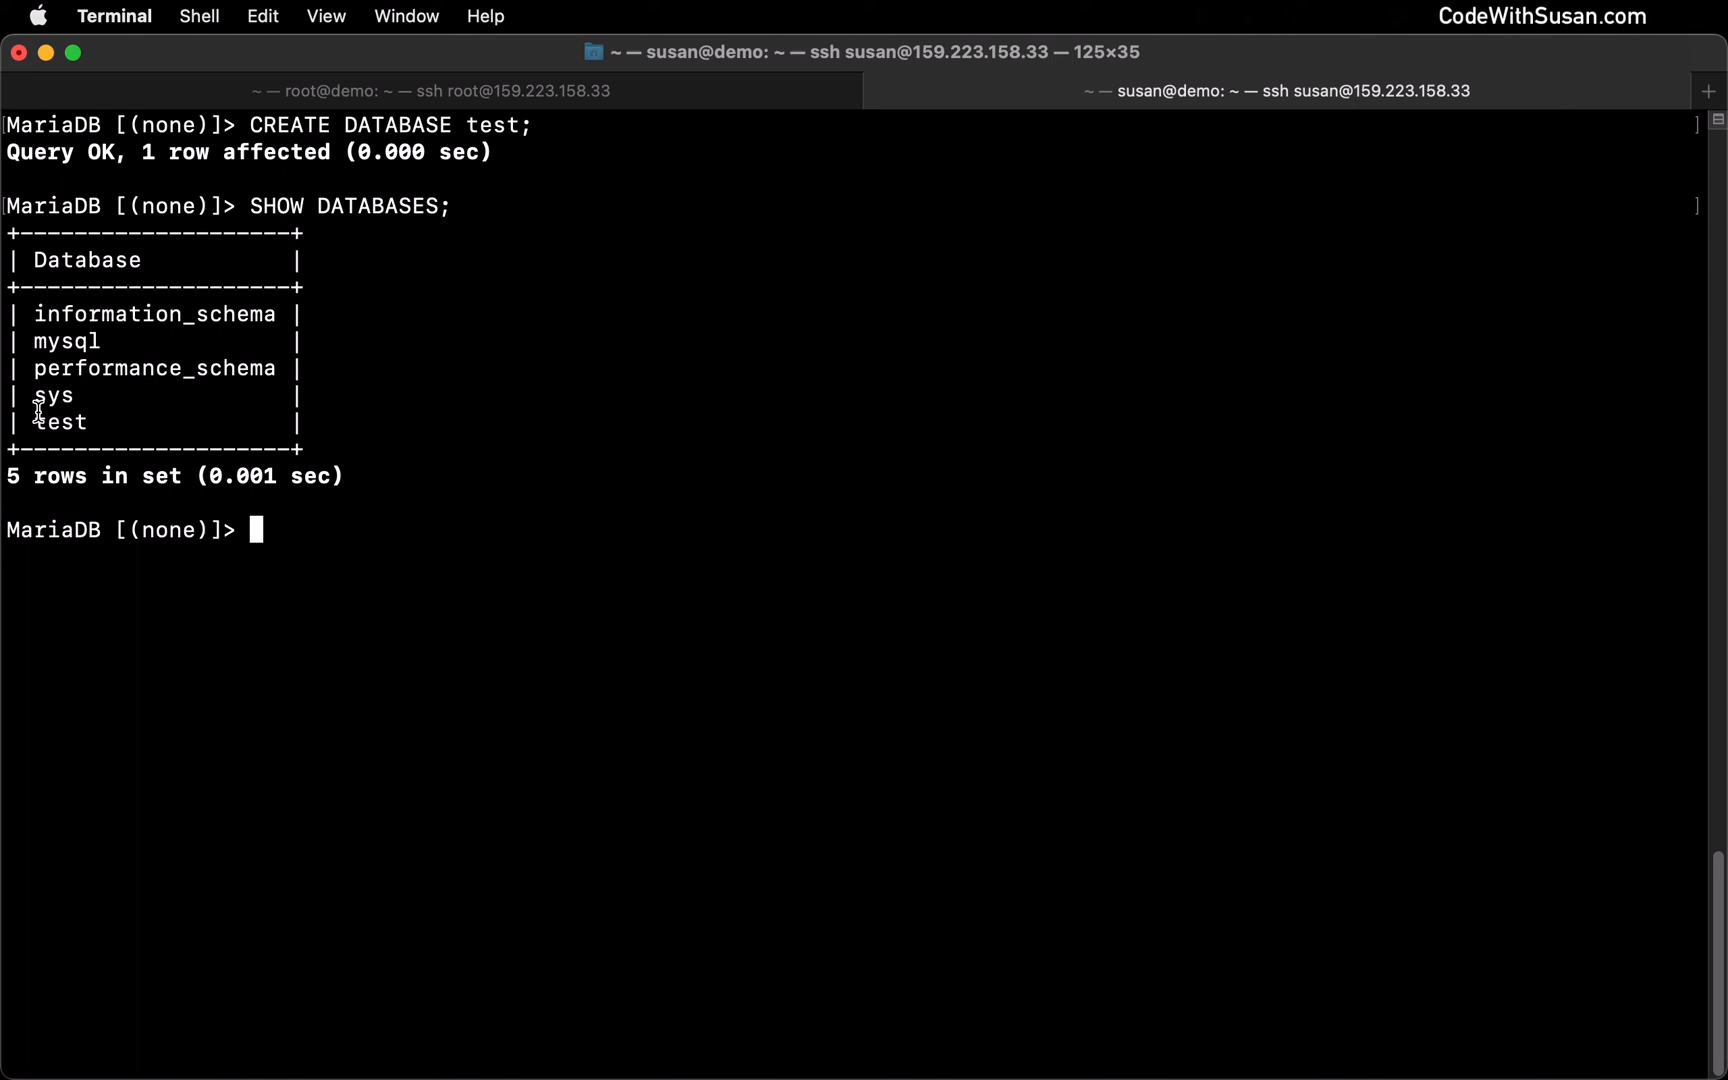 Terminal Shell Edit View Window Help CodeWithSusan.com
~ — susan@demo: ~ — ssh susan@159.223.158.33 — 125×35
~ — root@demo: ~ — ssh root@159.223.158.33 ~ — susan@demo: ~ — ssh susan@159.223.158.33 +
[MariaDB [(none)]> CREATE DATABASE test; ]
Query OK, 1 row affected (0.000 sec)
[MariaDB [(none)]> SHOW DATABASES; ]
+--------------------+
| Database           |
+--------------------+
| information_schema |
| mysql              |
| performance_schema |
| sys                |
| test               |
+--------------------+
5 rows in set (0.001 sec)
MariaDB [(none)]>